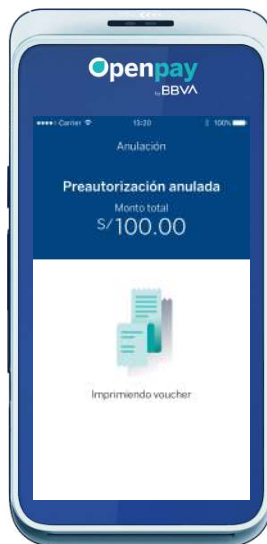 Openpay
by BBVA
Carrier 13:20 100%
Anulación
Preautorización anulada
Monto total
S/100.00
Imprimiendo voucher